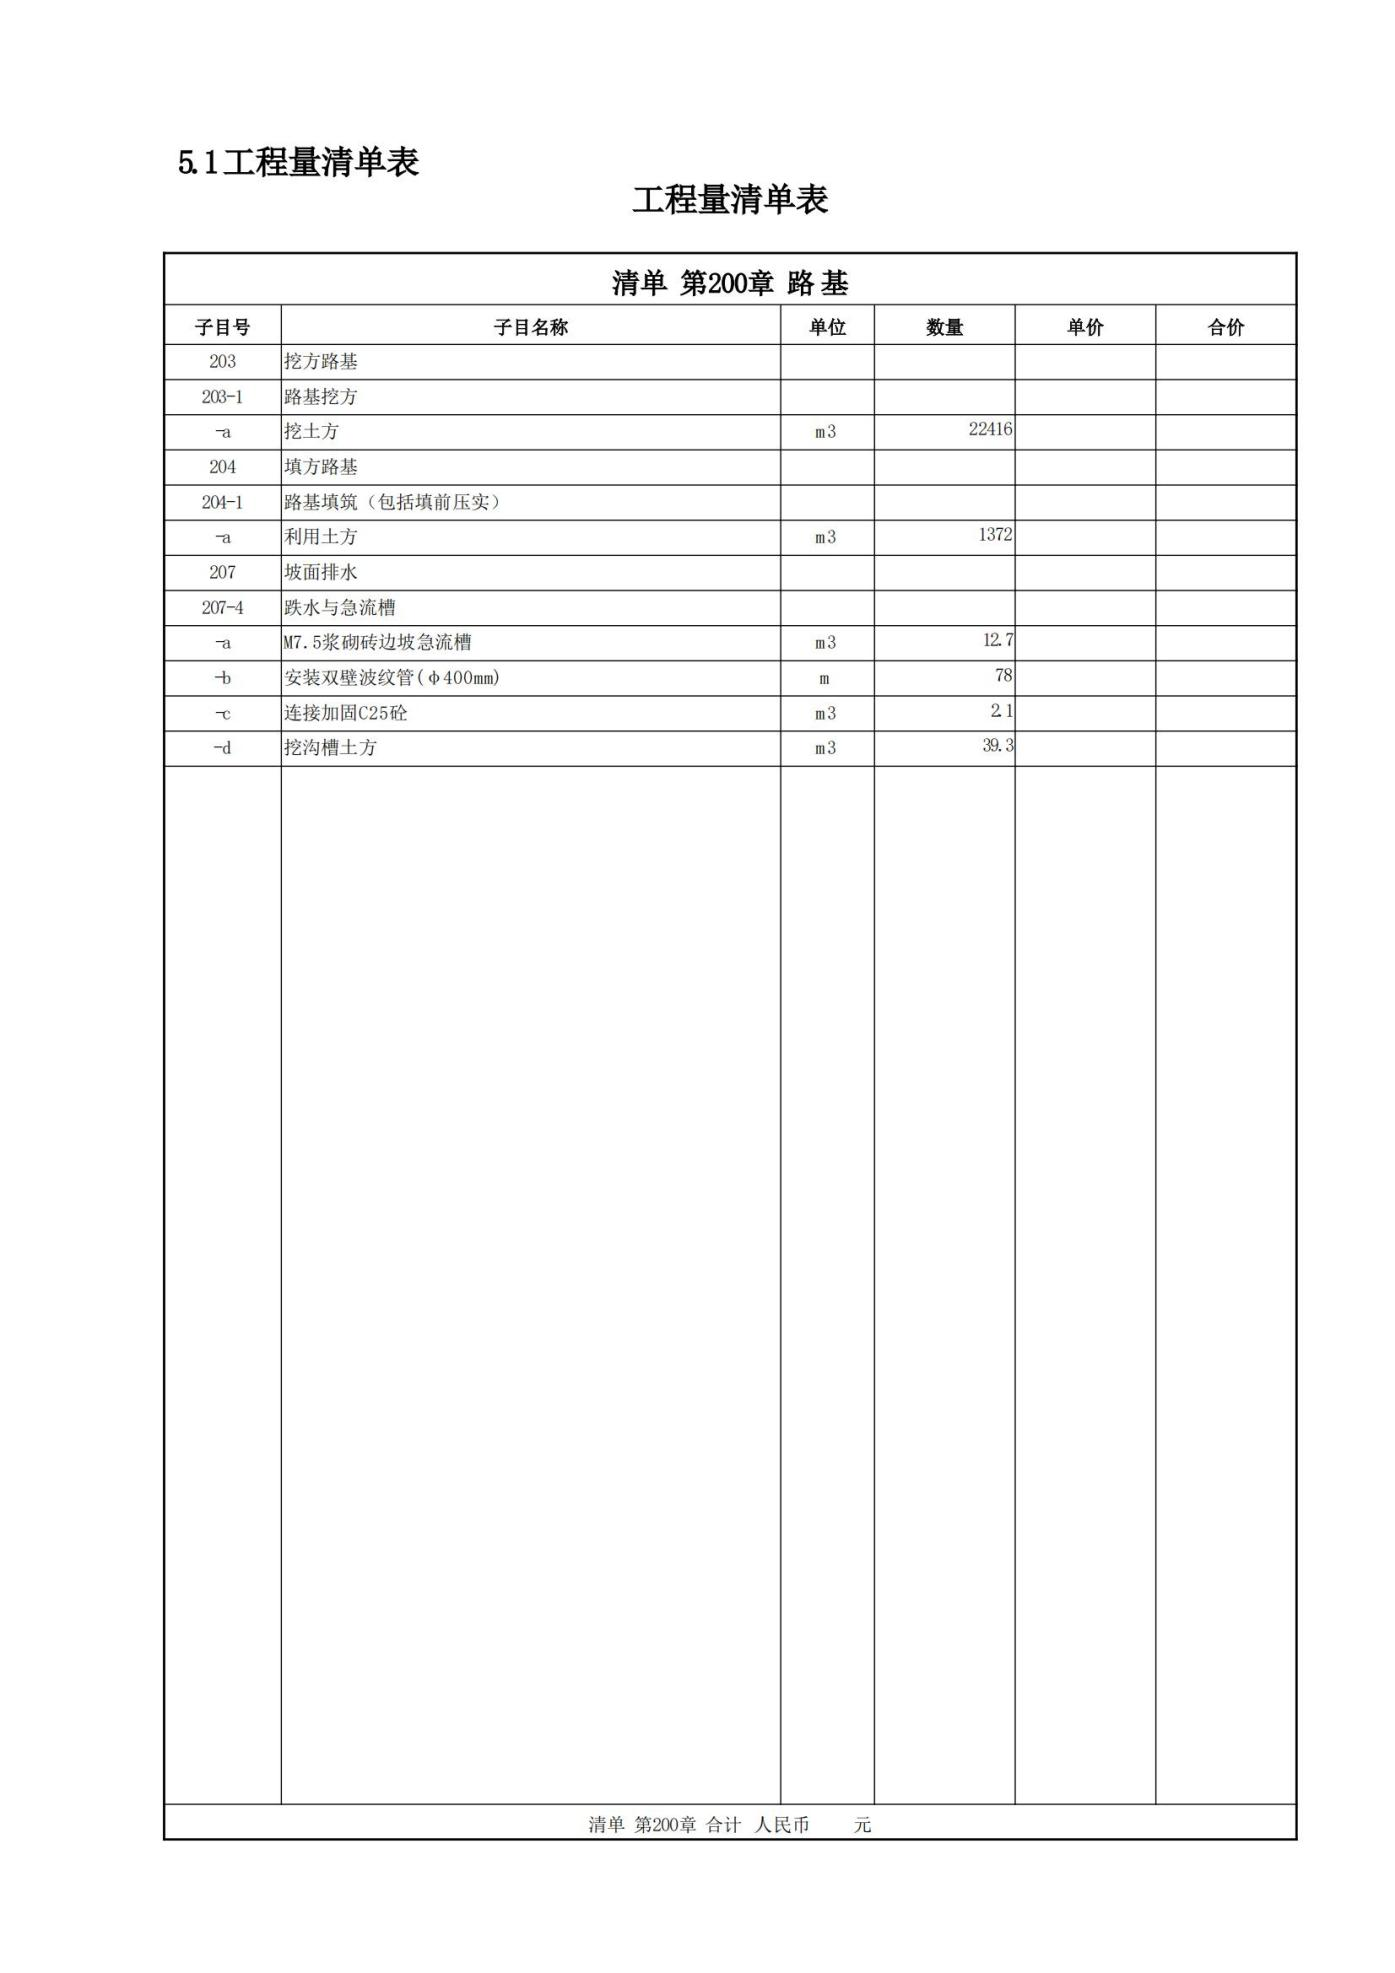 5.1工程量清单表
工程量清单表
清单 第200章 路基
子目号 子目名称 单位 数量 单价 合价
203 挖方路基
203-1 路基挖方
-a 挖土方 m3 22416
204 填方路基
204-1 路基填筑（包括填前压实）
-a 利用土方 m3 1372
207 坡面排水
207-4 跌水与急流槽
-a M7.5浆砌砖边坡急流槽 m3 12.7
-b 安装双壁波纹管(φ400mm) m 78
-c 连接加固C25砼 m3 2.1
-d 挖沟槽土方 m3 39.3
清单 第200章 合计 人民币 元